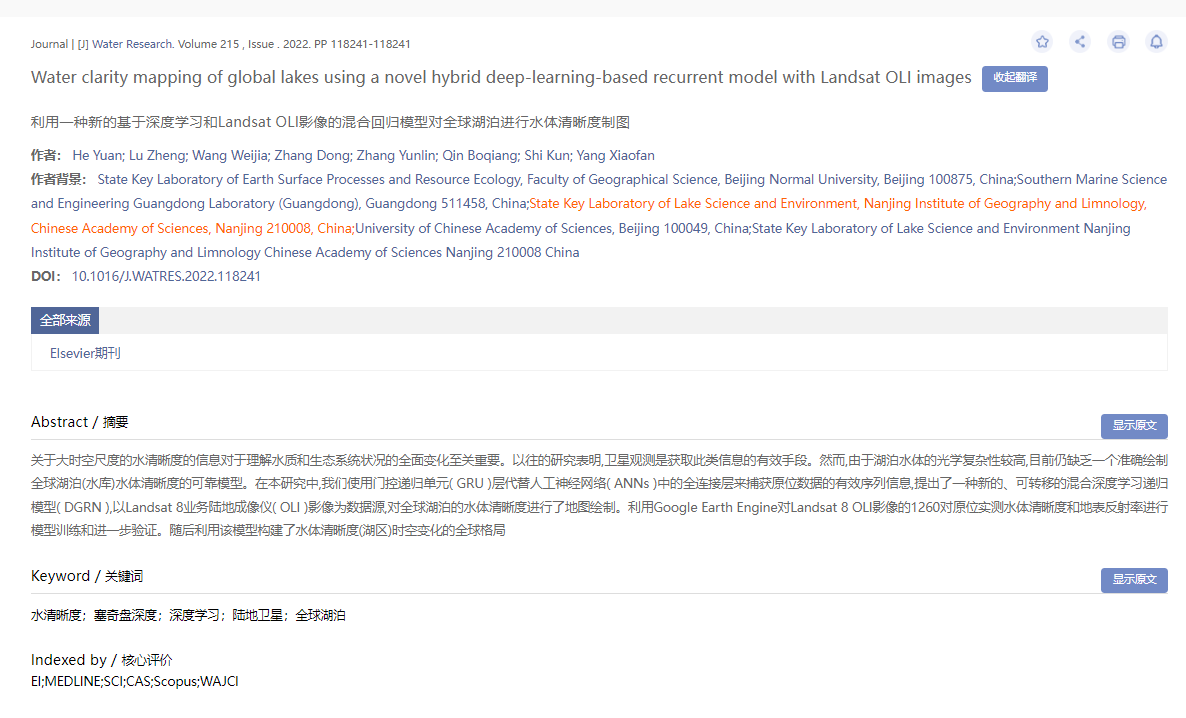 Journal | [J] Water Research. Volume 215 , Issue . 2022. PP 118241-118241
Water clarity mapping of global lakes using a novel hybrid deep-learning-based recurrent model with Landsat OLI images 收起翻译
利用一种新的基于深度学习和Landsat OLI影像的混合回归模型对全球湖泊进行水体清晰度制图
作者： He Yuan; Lu Zheng; Wang Weijia; Zhang Dong; Zhang Yunlin; Qin Boqiang; Shi Kun; Yang Xiaofan
作者背景： State Key Laboratory of Earth Surface Processes and Resource Ecology, Faculty of Geographical Science, Beijing Normal University, Beijing 100875, China;Southern Marine Science
and Engineering Guangdong Laboratory (Guangdong), Guangdong 511458, China;State Key Laboratory of Lake Science and Environment, Nanjing Institute of Geography and Limnology,
Chinese Academy of Sciences, Nanjing 210008, China;University of Chinese Academy of Sciences, Beijing 100049, China;State Key Laboratory of Lake Science and Environment Nanjing
Institute of Geography and Limnology Chinese Academy of Sciences Nanjing 210008 China
DOI： 10.1016/J.WATRES.2022.118241
全部来源
Elsevier期刊
Abstract / 摘要
显示原文
关于大时空尺度的水清晰度的信息对于理解水质和生态系统状况的全面变化至关重要。以往的研究表明,卫星观测是获取此类信息的有效手段。然而,由于湖泊水体的光学复杂性较高,目前仍缺乏一个准确绘制
全球湖泊(水库)水体清晰度的可靠模型。在本研究中,我们使用门控递归单元( GRU )层代替人工神经网络( ANNs )中的全连接层来捕获原位数据的有效序列信息,提出了一种新的、可转移的混合深度学习递归
模型( DGRN ),以Landsat 8业务陆地成像仪( OLI )影像为数据源,对全球湖泊的水体清晰度进行了地图绘制。利用Google Earth Engine对Landsat 8 OLI影像的1260对原位实测水体清晰度和地表反射率进行
模型训练和进一步验证。随后利用该模型构建了水体清晰度(湖区)时空变化的全球格局
Keyword / 关键词
显示原文
水清晰度；塞奇盘深度；深度学习；陆地卫星；全球湖泊
Indexed by / 核心评价
EI;MEDLINE;SCI;CAS;Scopus;WAJCI